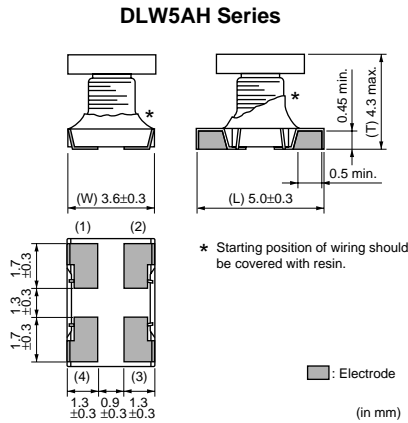 DLW5AH Series
*
*
0.45 min.
(T) 4.3 max.
0.5 min.
(W) 3.6±0.3
(L) 5.0±0.3
(1) (2)
* Starting position of wiring should
be covered with resin.
1.7
±0.3
1.3
±0.3
1.7
±0.3
(4) (3)
: Electrode
1.3 0.9 1.3
±0.3 ±0.3 ±0.3
(in mm)